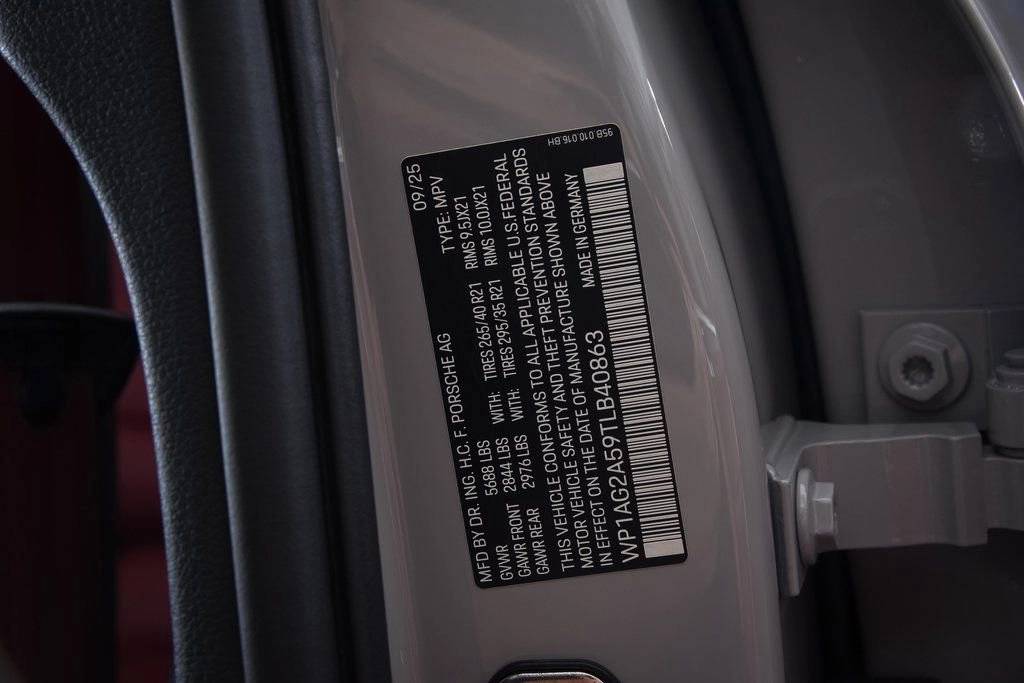 MFD BY DR. ING. H.C. F. PORSCHE AG 09/25
GVWR 5688 LBS TYPE: MPV
GAWR FRONT 2844 LBS WITH: TIRES 265/40 R21 RIMS 9.5JX21
GAWR REAR 2976 LBS WITH: TIRES 295/35 R21 RIMS 10.0JX21
THIS VEHICLE CONFORMS TO ALL APPLICABLE U.S.FEDERAL
MOTOR VEHICLE SAFETY AND THEFT PREVENTION STANDARDS
IN EFFECT ON THE DATE OF MANUFACTURE SHOWN ABOVE
WP1AG2A59TLB40863 MADE IN GERMANY
958.010.016.BH